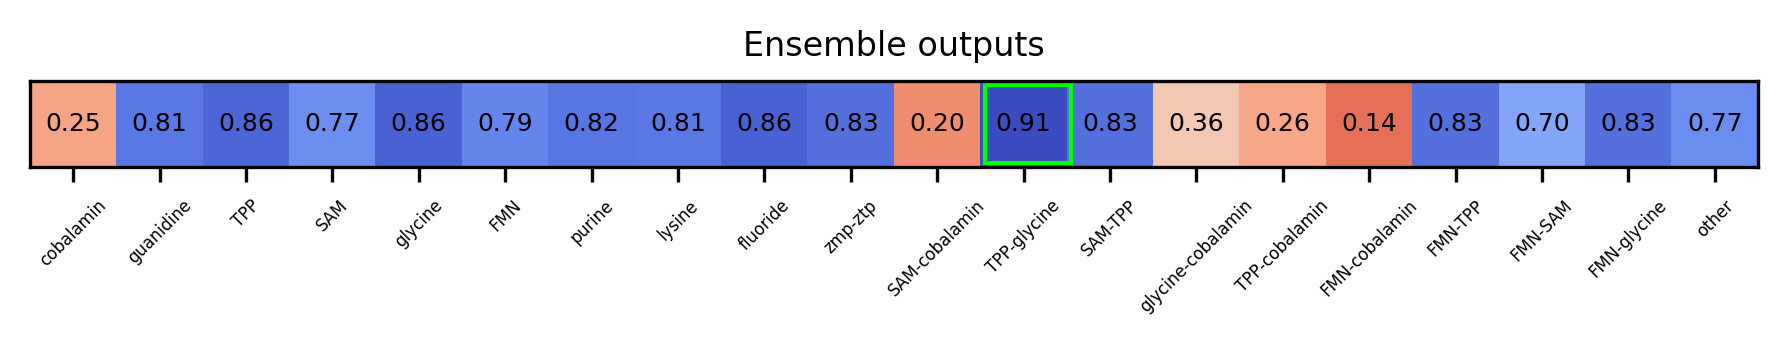 Ensemble outputs
0.25 0.81 0.86 0.77 0.86 0.79 0.82 0.81 0.86 0.83 0.20 0.91 0.83 0.36 0.26 0.14 0.83 0.70 0.83 0.77
cobalamin guanidine TPP SAM glycine FMN purine lysine fluoride zmp-ztp SAM-cobalamin TPP-glycine SAM-TPP glycine-cobalamin TPP-cobalamin FMN-cobalamin FMN-TPP FMN-SAM FMN-glycine other